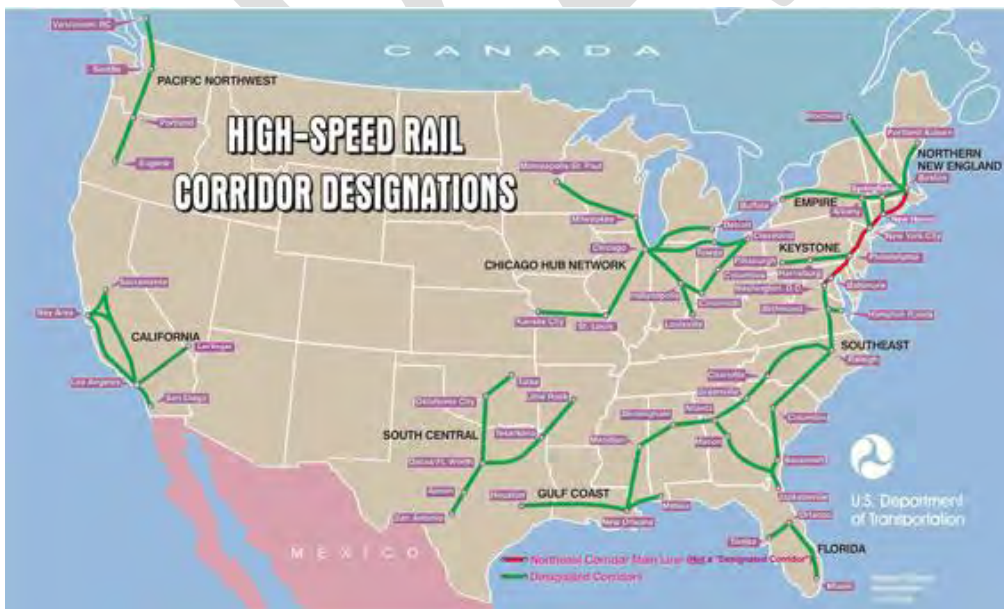 CANADA
Vancouver, BC
Seattle
PACIFIC NORTHWEST
Portland
Eugene
HIGH-SPEED RAIL
CORRIDOR DESIGNATIONS
Minneapolis/St. Paul
Milwaukee
Chicago
CHICAGO HUB NETWORK
Detroit
Toledo
Cleveland
Columbus
Indianapolis
Cincinnati
Louisville
Kansas City
St. Louis
Montreal
Portland/Auburn
NORTHERN
NEW ENGLAND
Boston
Springfield
Buffalo
EMPIRE
Albany
New Haven
New York City
KEYSTONE
Pittsburgh
Harrisburg
Philadelphia
Washington, D.C.
Baltimore
Richmond
Hampton Roads
SOUTHEAST
Raleigh
Charlotte
Greenville
Columbia
Atlanta
Macon
Savannah
Jacksonville
Birmingham
Meridian
Sacramento
Bay Area
CALIFORNIA
Las Vegas
Los Angeles
San Diego
Tulsa
Oklahoma City
Little Rock
Texarkana
SOUTH CENTRAL
Dallas/Ft. Worth
Austin
San Antonio
Houston
GULF COAST
New Orleans
Mobile
Orlando
Tampa
FLORIDA
Miami
MEXICO
U.S. Department
of Transportation
Northeast Corridor Main Line (Not a "Designated Corridor")
Designated Corridors